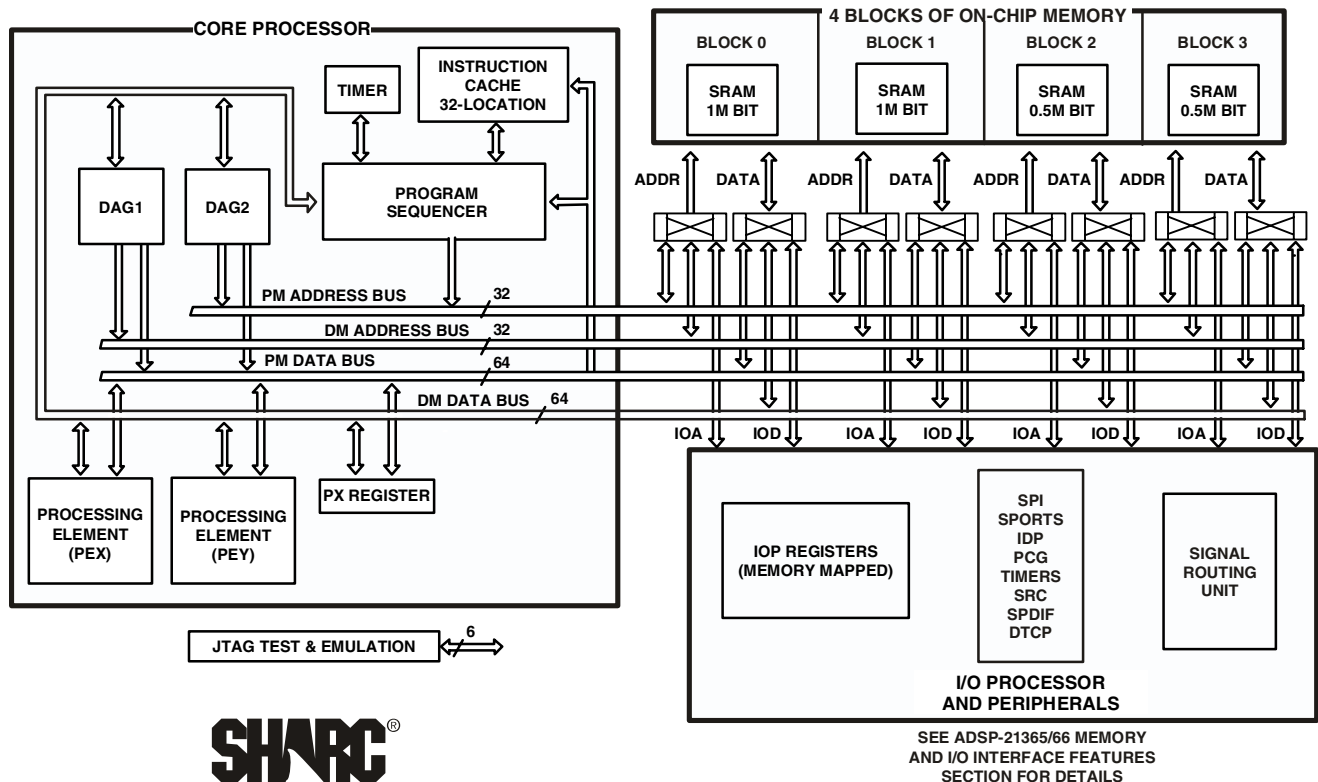 CORE PROCESSOR
TIMER
INSTRUCTION
CACHE
32-LOCATION
DAG1
DAG2
PROGRAM
SEQUENCER
PM ADDRESS BUS
32
DM ADDRESS BUS
32
PM DATA BUS
64
DM DATA BUS
64
PROCESSING
ELEMENT
(PEX)
PROCESSING
ELEMENT
(PEY)
PX REGISTER
JTAG TEST & EMULATION
6
SHARC®
4 BLOCKS OF ON-CHIP MEMORY
BLOCK 0
BLOCK 1
BLOCK 2
BLOCK 3
SRAM
1M BIT
SRAM
1M BIT
SRAM
0.5M BIT
SRAM
0.5M BIT
ADDR
DATA
ADDR
DATA
ADDR
DATA
ADDR
DATA
IOA
IOD
IOA
IOD
IOA
IOD
IOA
IOD
IOP REGISTERS
(MEMORY MAPPED)
SPI
SPORTS
IDP
PCG
TIMERS
SRC
SPDIF
DTCP
SIGNAL
ROUTING
UNIT
I/O PROCESSOR
AND PERIPHERALS
SEE ADSP-21365/66 MEMORY
AND I/O INTERFACE FEATURES
SECTION FOR DETAILS